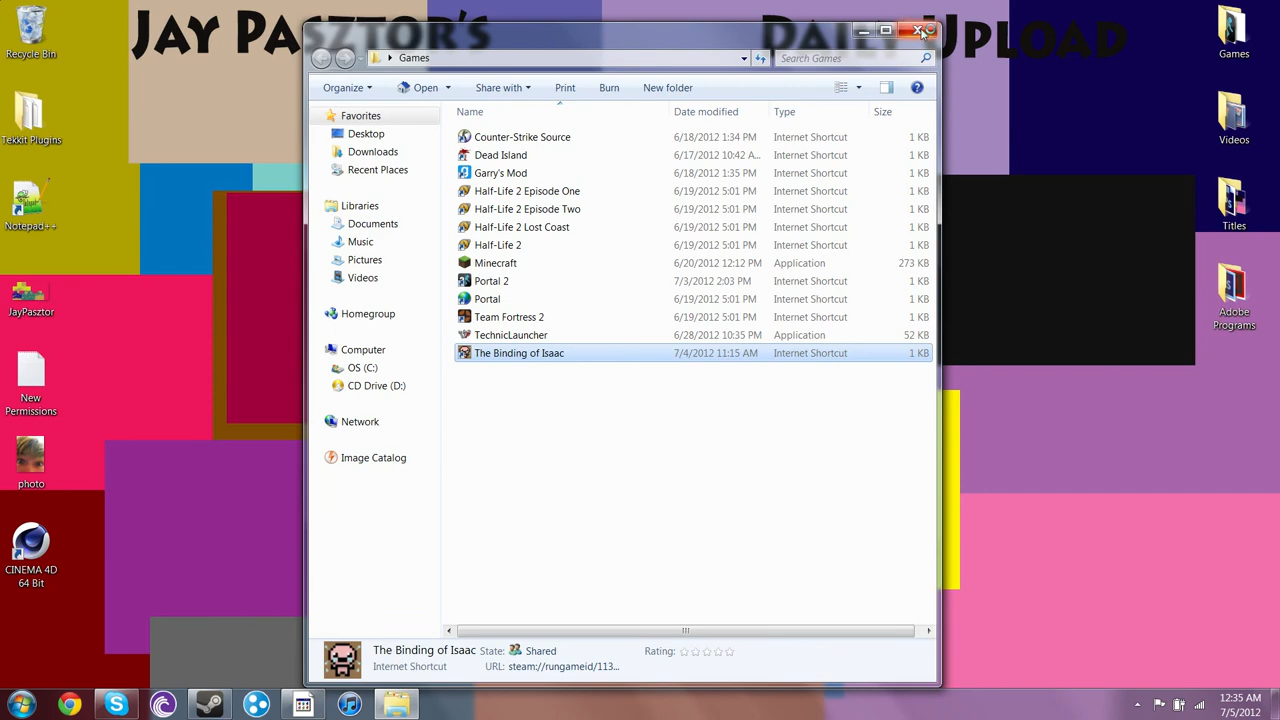 JAY PASZTOR'S
DAILY UPLOAD
Recycle Bin
Tekkit Plugins
Notepad++
JayPasztor
New
Permissions
photo
CINEMA 4D
64 Bit
Games
Search Games
Organize
Open
Share with
Print
Burn
New folder
Favorites
Desktop
Downloads
Recent Places
Libraries
Documents
Music
Pictures
Videos
Homegroup
Computer
OS (C:)
CD Drive (D:)
Network
Image Catalog
Name Date modified Type Size
Counter-Strike Source 6/18/2012 1:34 PM Internet Shortcut 1 KB
Dead Island 6/17/2012 10:42 A... Internet Shortcut 1 KB
Garry's Mod 6/18/2012 1:35 PM Internet Shortcut 1 KB
Half-Life 2 Episode One 6/19/2012 5:01 PM Internet Shortcut 1 KB
Half-Life 2 Episode Two 6/19/2012 5:01 PM Internet Shortcut 1 KB
Half-Life 2 Lost Coast 6/19/2012 5:01 PM Internet Shortcut 1 KB
Half-Life 2 6/19/2012 5:01 PM Internet Shortcut 1 KB
Minecraft 6/20/2012 12:12 PM Application 273 KB
Portal 2 7/3/2012 2:03 PM Internet Shortcut 1 KB
Portal 6/19/2012 5:01 PM Internet Shortcut 1 KB
Team Fortress 2 6/19/2012 5:01 PM Internet Shortcut 1 KB
TechnicLauncher 6/28/2012 10:35 PM Application 52 KB
The Binding of Isaac 7/4/2012 11:15 AM Internet Shortcut 1 KB
The Binding of Isaac State: Shared Rating:
Internet Shortcut URL: steam://rungameid/113...
Games
Videos
Titles
Adobe
Programs
12:35 AM
7/5/2012